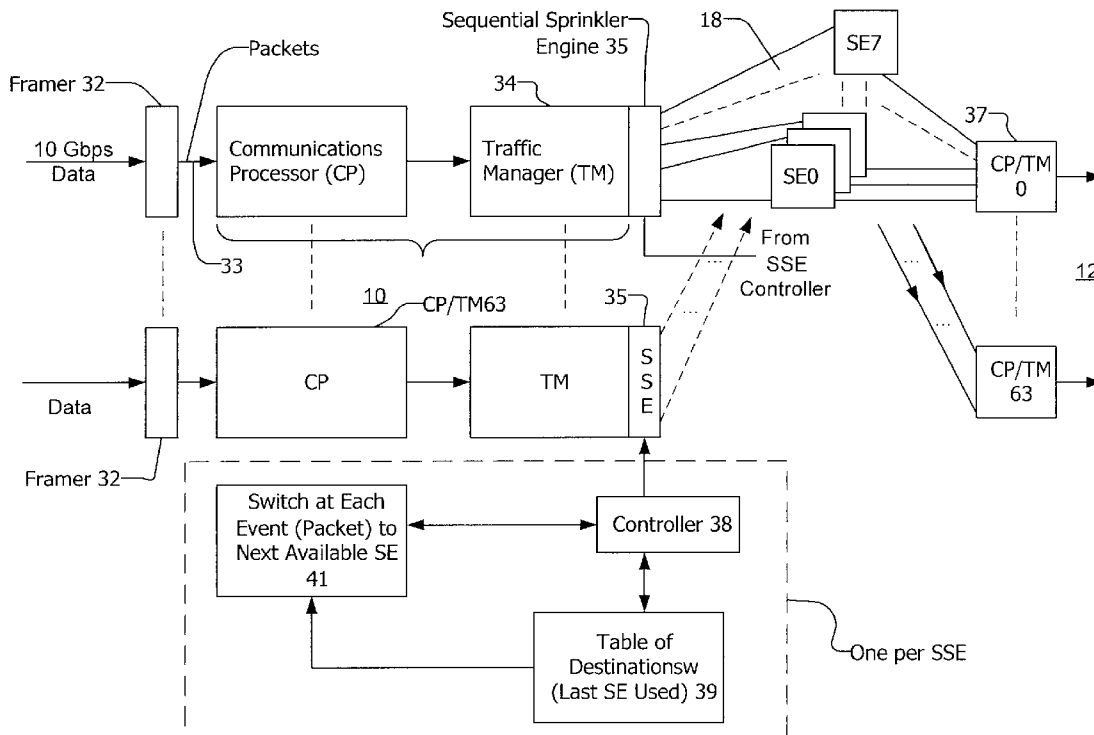 Sequential Sprinkler
Engine 35
18
SE7
Packets
Framer 32
34
37
10 Gbps
Data
Communications
Processor (CP)
Traffic
Manager (TM)
SE0
CP/TM
0
33
From
SSE
Controller
...
...
12
10
CP/TM63
35
...
...
Data
CP
TM
S
S
E
CP/TM
63
Framer 32
Switch at Each
Event (Packet) to
Next Available SE
41
Controller 38
Table of
Destinationsw
(Last SE Used) 39
One per SSE